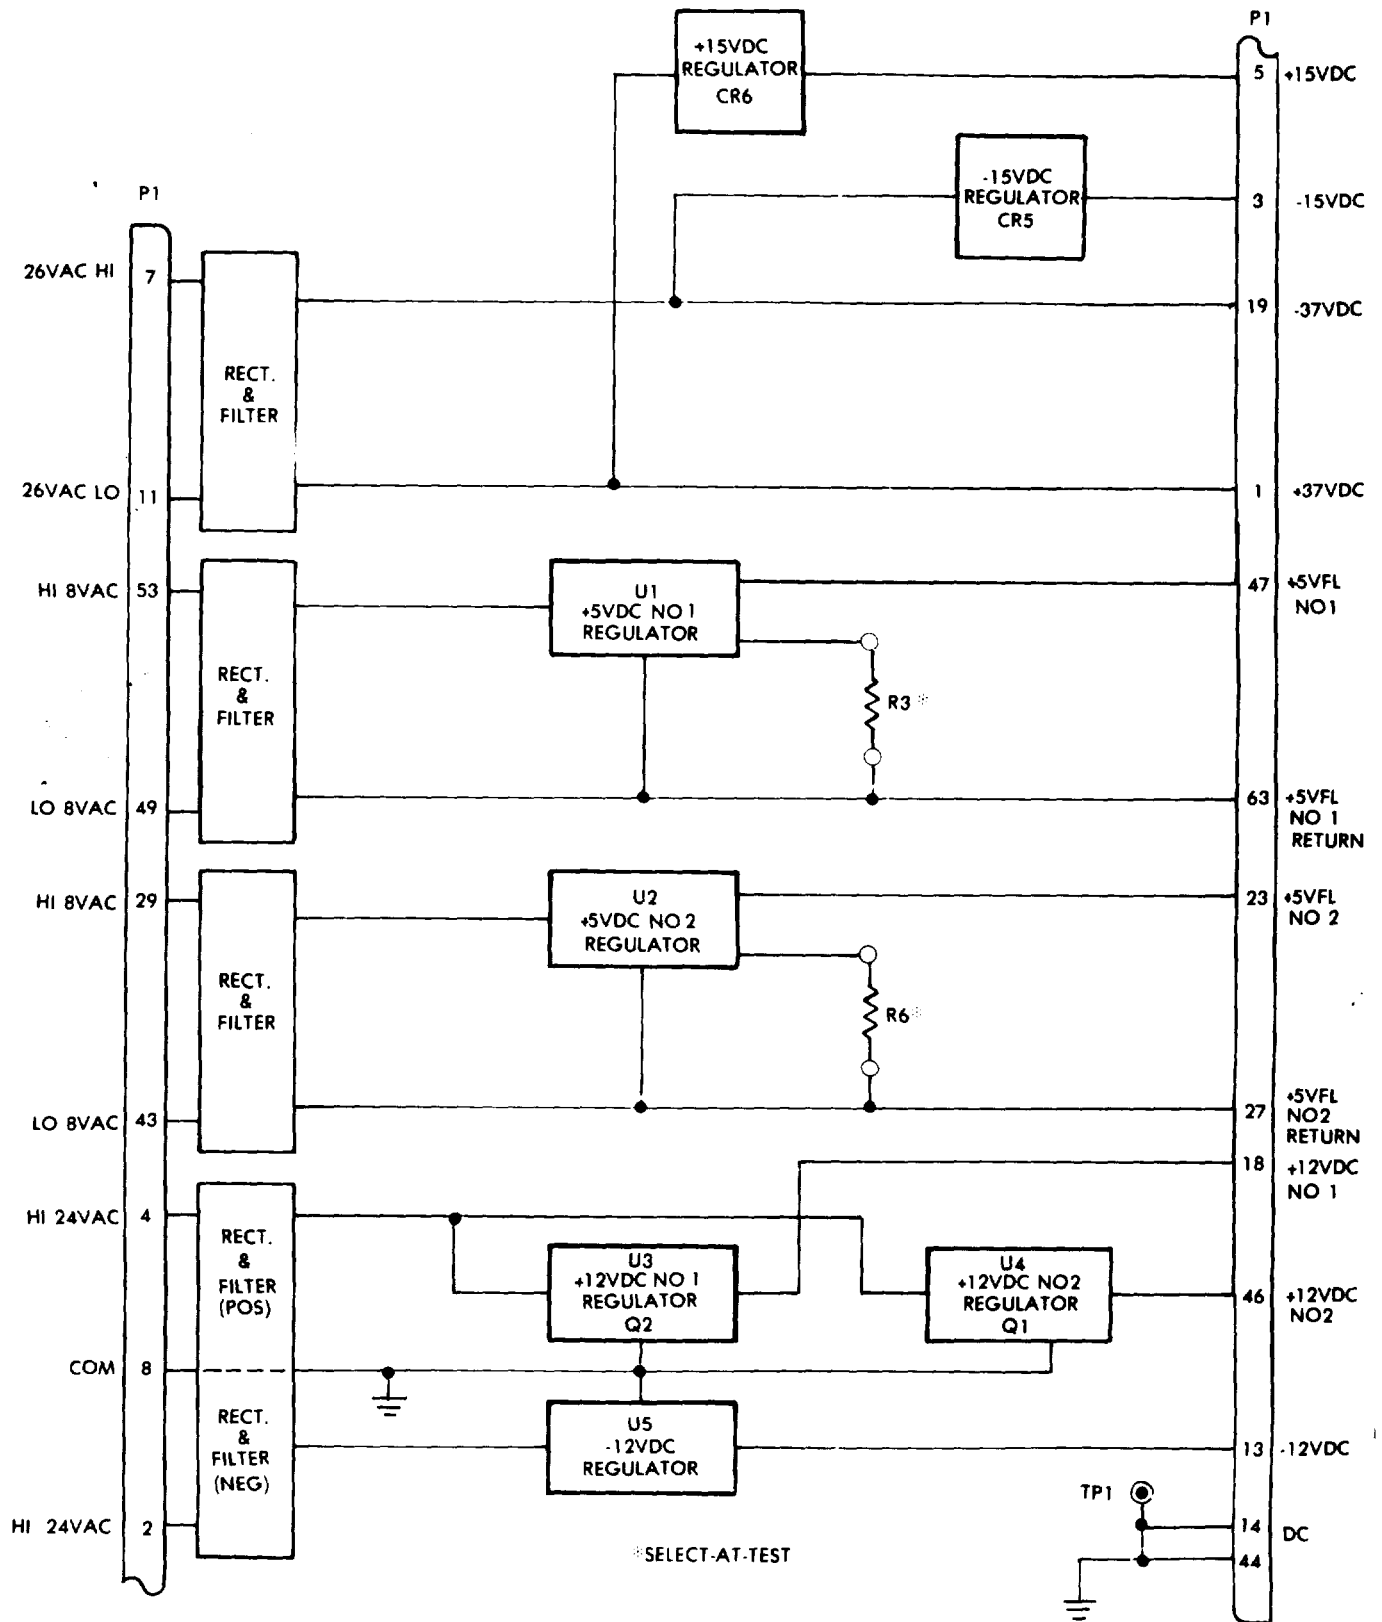 P1
+15VDC
REGULATOR
CR6
5 +15VDC
-15VDC
REGULATOR
CR5
3 -15VDC
P1
26VAC HI 7
19 -37VDC
RECT.
&
FILTER
26VAC LO 11
1 +37VDC
HI 8VAC 53
U1
+5VDC NO 1
REGULATOR
47 +5VFL
NO1
RECT.
&
FILTER
R3*
LO 8VAC 49
63 +5VFL
NO 1
RETURN
HI 8VAC 29
U2
+5VDC NO 2
REGULATOR
23 +5VFL
NO 2
RECT.
&
FILTER
R6*
LO 8VAC 43
27 +5VFL
NO2
RETURN
18 +12VDC
NO 1
HI 24VAC 4
RECT.
&
FILTER
(POS)
U3
+12VDC NO 1
REGULATOR
Q2
U4
+12VDC NO2
REGULATOR
Q1
46 +12VDC
NO2
COM 8
RECT.
&
FILTER
(NEG)
U5
-12VDC
REGULATOR
13 -12VDC
TP1
HI 24VAC 2
14 DC
44
*SELECT-AT-TEST